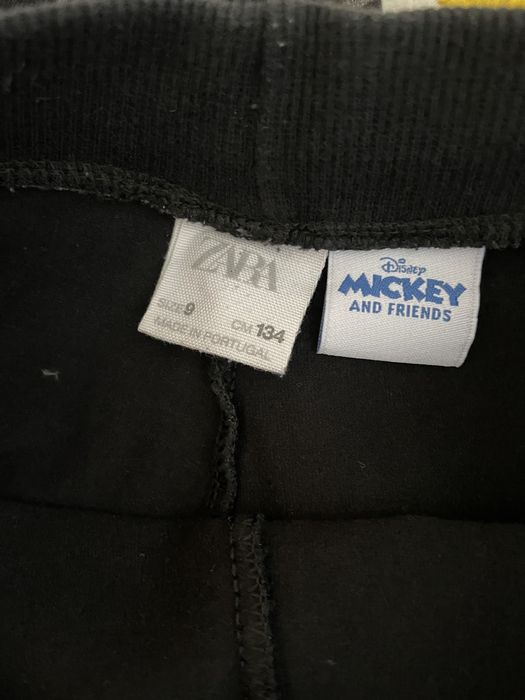 ZARA
SIZE 9 CM 134
MADE IN PORTUGAL
Disney
MICKEY
AND FRIENDS